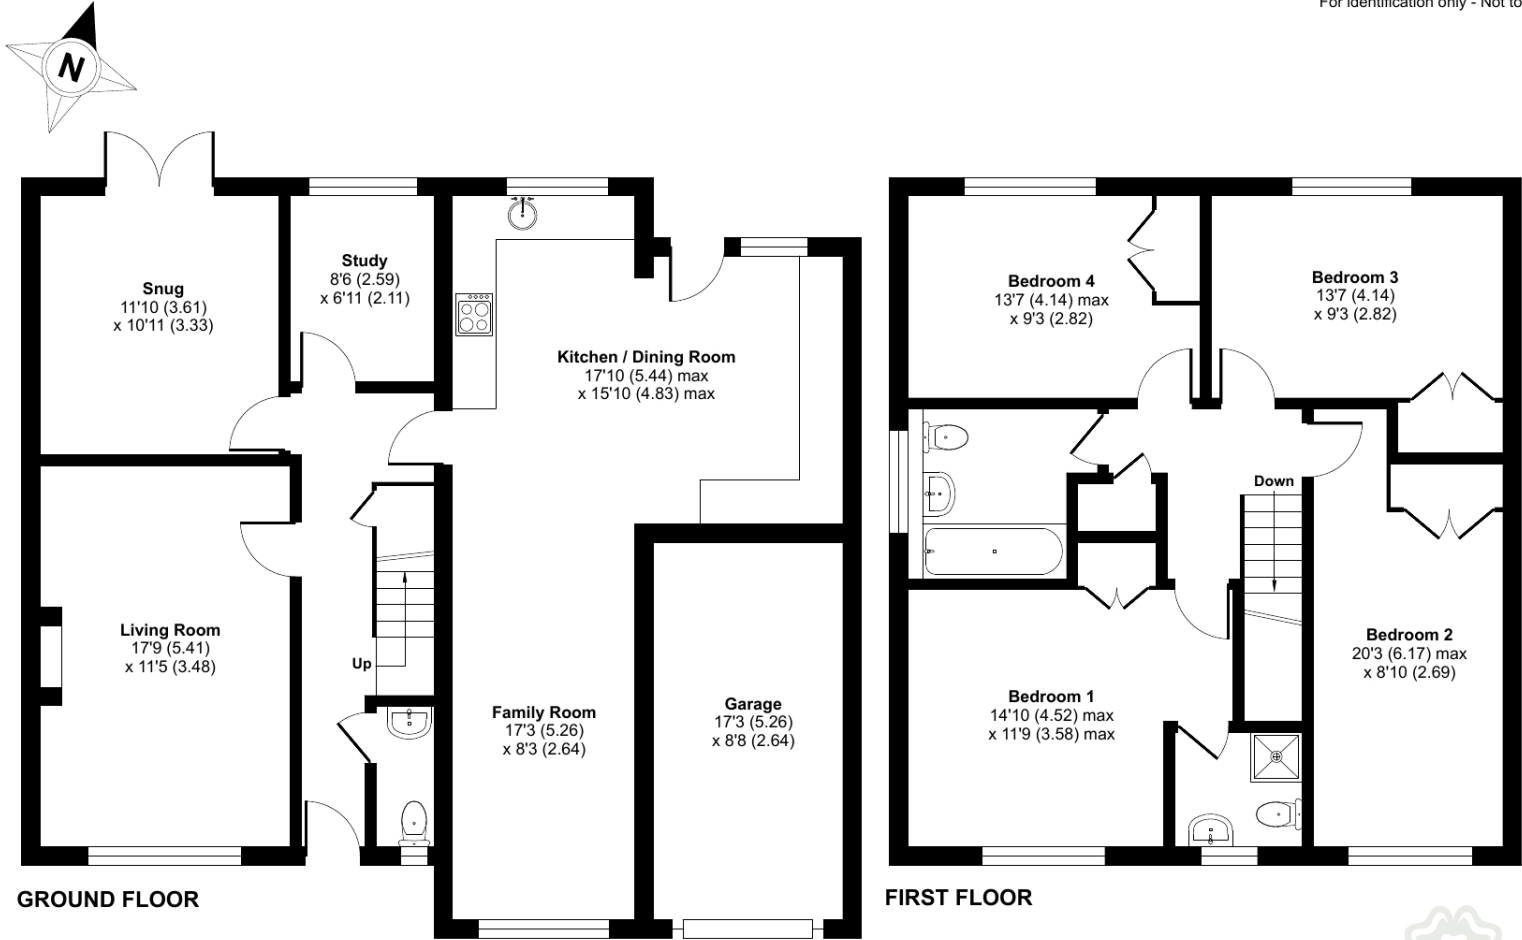 For identification only - Not to
N
Snug
11'10 (3.61)
x 10'11 (3.33)
Study
8'6 (2.59)
x 6'11 (2.11)
Kitchen / Dining Room
17'10 (5.44) max
x 15'10 (4.83) max
Living Room
17'9 (5.41)
x 11'5 (3.48)
Up
Family Room
17'3 (5.26)
x 8'3 (2.64)
Garage
17'3 (5.26)
x 8'8 (2.64)
GROUND FLOOR
Bedroom 4
13'7 (4.14) max
x 9'3 (2.82)
Bedroom 3
13'7 (4.14)
x 9'3 (2.82)
Down
Bedroom 2
20'3 (6.17) max
x 8'10 (2.69)
Bedroom 1
14'10 (4.52) max
x 11'9 (3.58) max
FIRST FLOOR